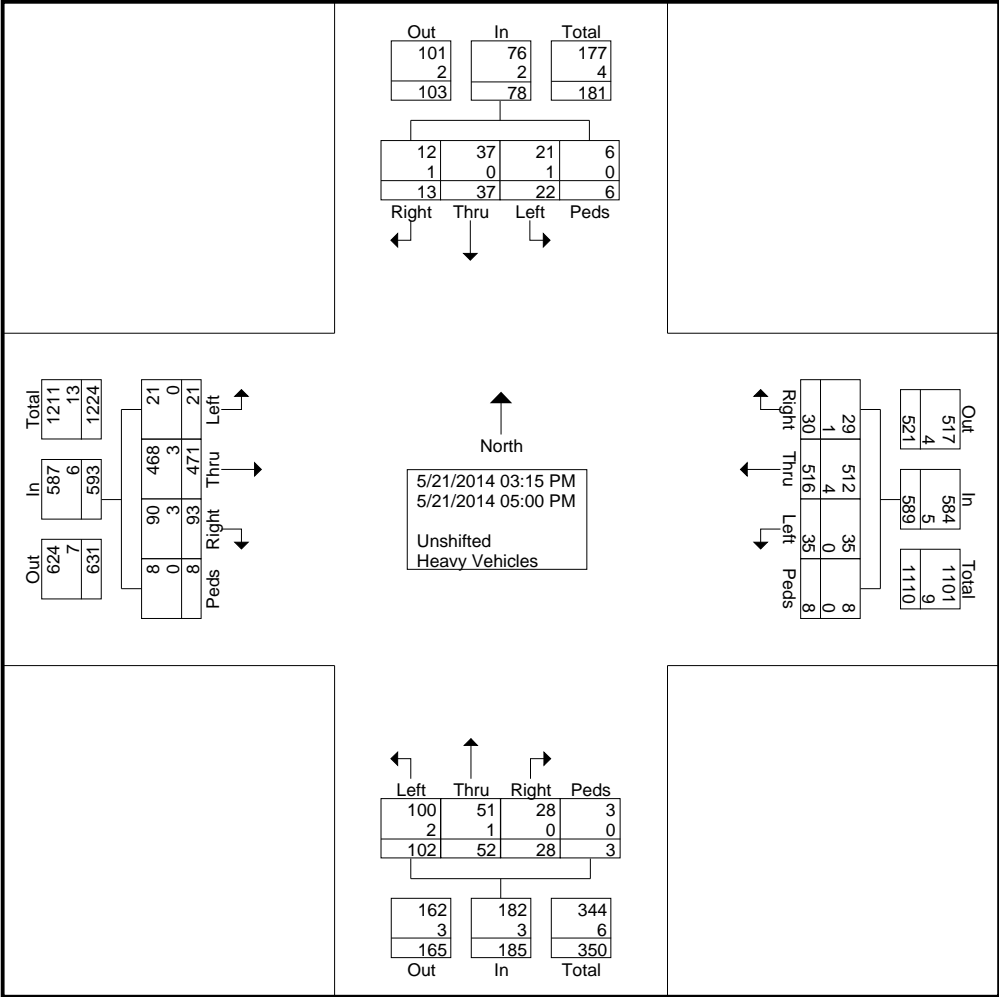 Out In Total
101 76 177
2 2 4
103 78 181
12 37 21 6
1 0 1 0
13 37 22 6
Right Thru Left Peds
Total
1211
13
1224
In
587
6
593
Out
624
7
631
21 0 21 Left
468 3 471 Thru
90 3 93 Right
8 0 8 Peds
North
5/21/2014 03:15 PM
5/21/2014 05:00 PM
Unshifted
Heavy Vehicles
Right 30 1 29
Thru 516 4 512
Left 35 0 35
Peds 8 0 8
Out
517
4
521
In
584
5
589
Total
1101
9
1110
Left Thru Right Peds
100 51 28 3
2 1 0 0
102 52 28 3
162 182 344
3 3 6
165 185 350
Out In Total